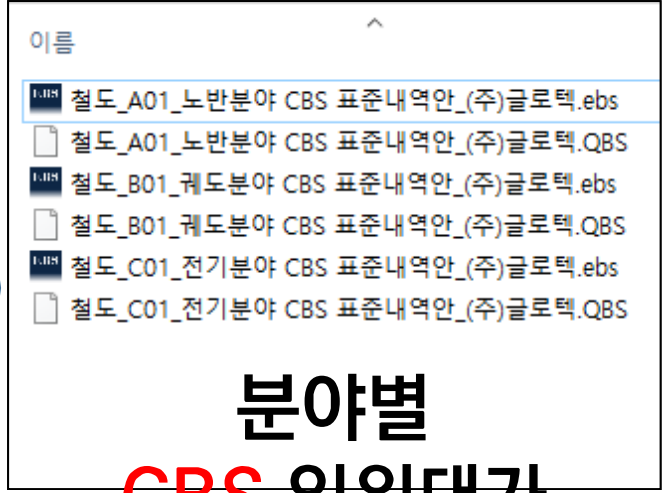 이름
철도_A01_노반분야 CBS 표준내역안_(주)글로텍.ebs
철도_A01_노반분야 CBS 표준내역안_(주)글로텍.QBS
철도_B01_궤도분야 CBS 표준내역안_(주)글로텍.ebs
철도_B01_궤도분야 CBS 표준내역안_(주)글로텍.QBS
철도_C01_전기분야 CBS 표준내역안_(주)글로텍.ebs
철도_C01_전기분야 CBS 표준내역안_(주)글로텍.QBS
분야별
CBS 일위대가